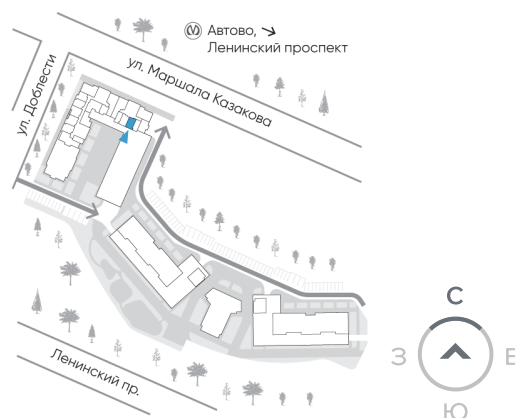 Автово, ↘
Ленинский проспект
ул. Маршала Казакова
ул. Доблести
Ленинский пр.
С
З
В
Ю